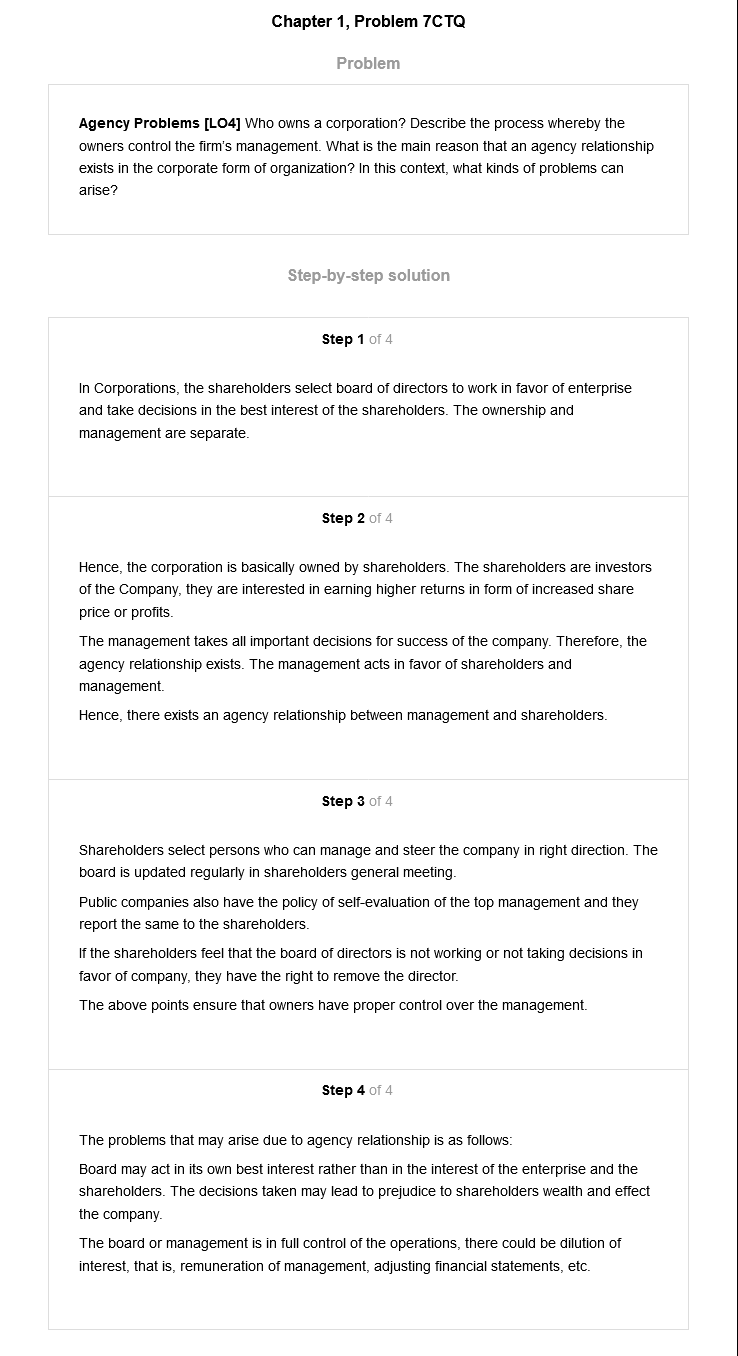 Chapter 1, Problem 7CTQ
Problem
Agency Problems [LO4] Who owns a corporation? Describe the process whereby the
owners control the firm's management. What is the main reason that an agency relationship
exists in the corporate form of organization? In this context, what kinds of problems can
arise?
Step-by-step solution
Step 1 of 4
In Corporations, the shareholders select board of directors to work in favor of enterprise
and take decisions in the best interest of the shareholders. The ownership and
management are separate.
Step 2 of 4
Hence, the corporation is basically owned by shareholders. The shareholders are investors
of the Company, they are interested in earning higher returns in form of increased share
price or profits.
The management takes all important decisions for success of the company. Therefore, the
agency relationship exists. The management acts in favor of shareholders and
management.
Hence, there exists an agency relationship between management and shareholders.
Step 3 of 4
Shareholders select persons who can manage and steer the company in right direction. The
board is updated regularly in shareholders general meeting.
Public companies also have the policy of self-evaluation of the top management and they
report the same to the shareholders.
If the shareholders feel that the board of directors is not working or not taking decisions in
favor of company, they have the right to remove the director.
The above points ensure that owners have proper control over the management.
Step 4 of 4
The problems that may arise due to agency relationship is as follows:
Board may act in its own best interest rather than in the interest of the enterprise and the
shareholders. The decisions taken may lead to prejudice to shareholders wealth and effect
the company.
The board or management is in full control of the operations, there could be dilution of
interest, that is, remuneration of management, adjusting financial statements, etc.